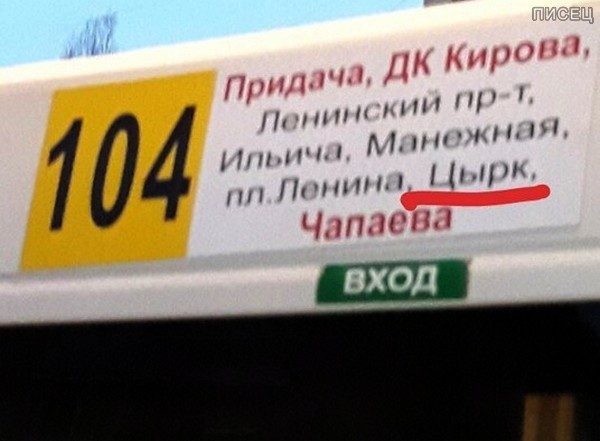 ПИСЕЦ
104
Придача, ДК Кирова,
Ленинский пр-т,
Ильича, Манежная,
пл.Ленина, Цырк,
Чапаева
ВХОД